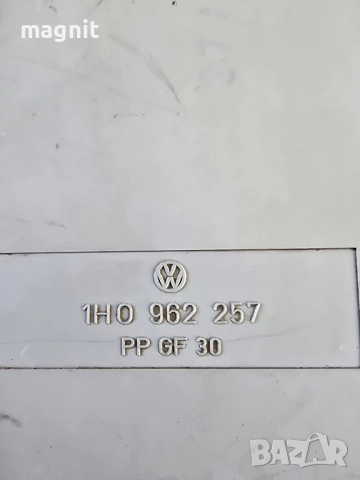 magnit
1H0 962 257
PP GF 30
BAZAR